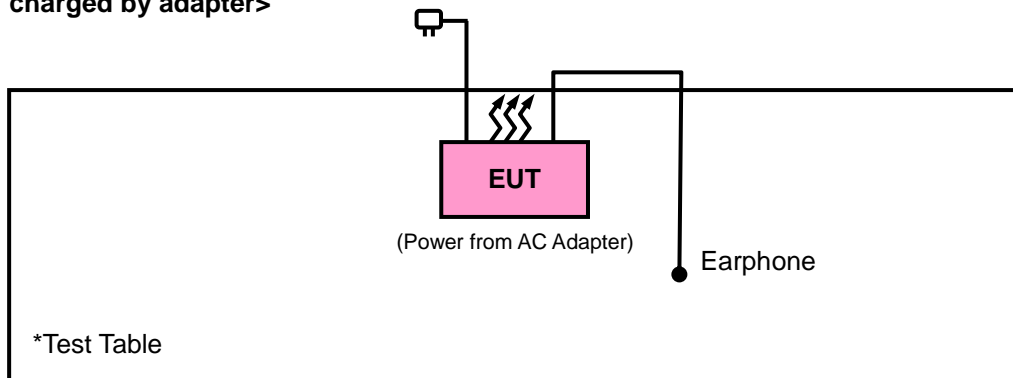 charged by adapter>
EUT
(Power from AC Adapter)
Earphone
*Test Table